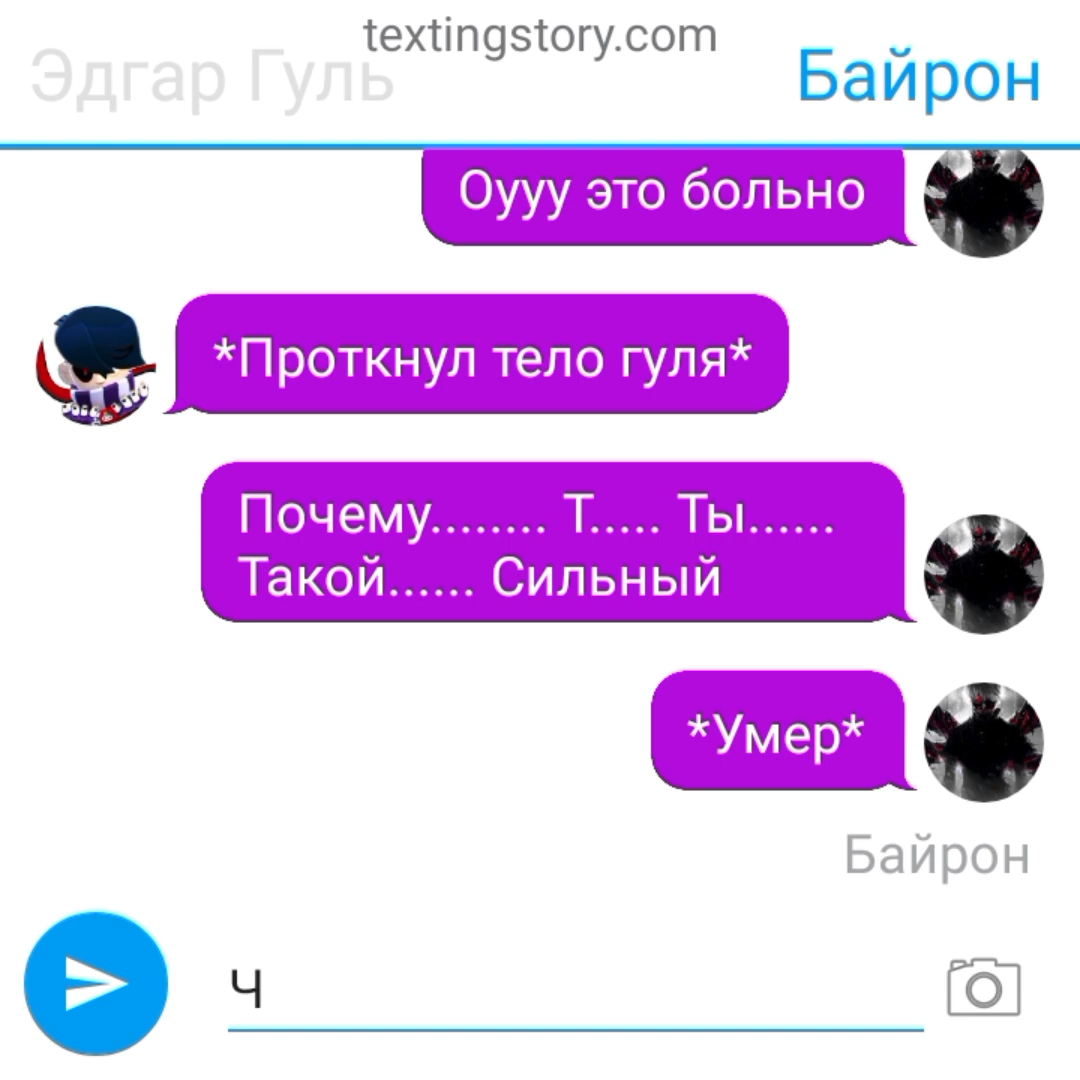 textingstory.com
Эдгар Гуль
Байрон
Оууу это больно
*Проткнул тело гуля*
Почему........ Т..... Ты......
Такой...... Сильный
*Умер*
Байрон
Ч